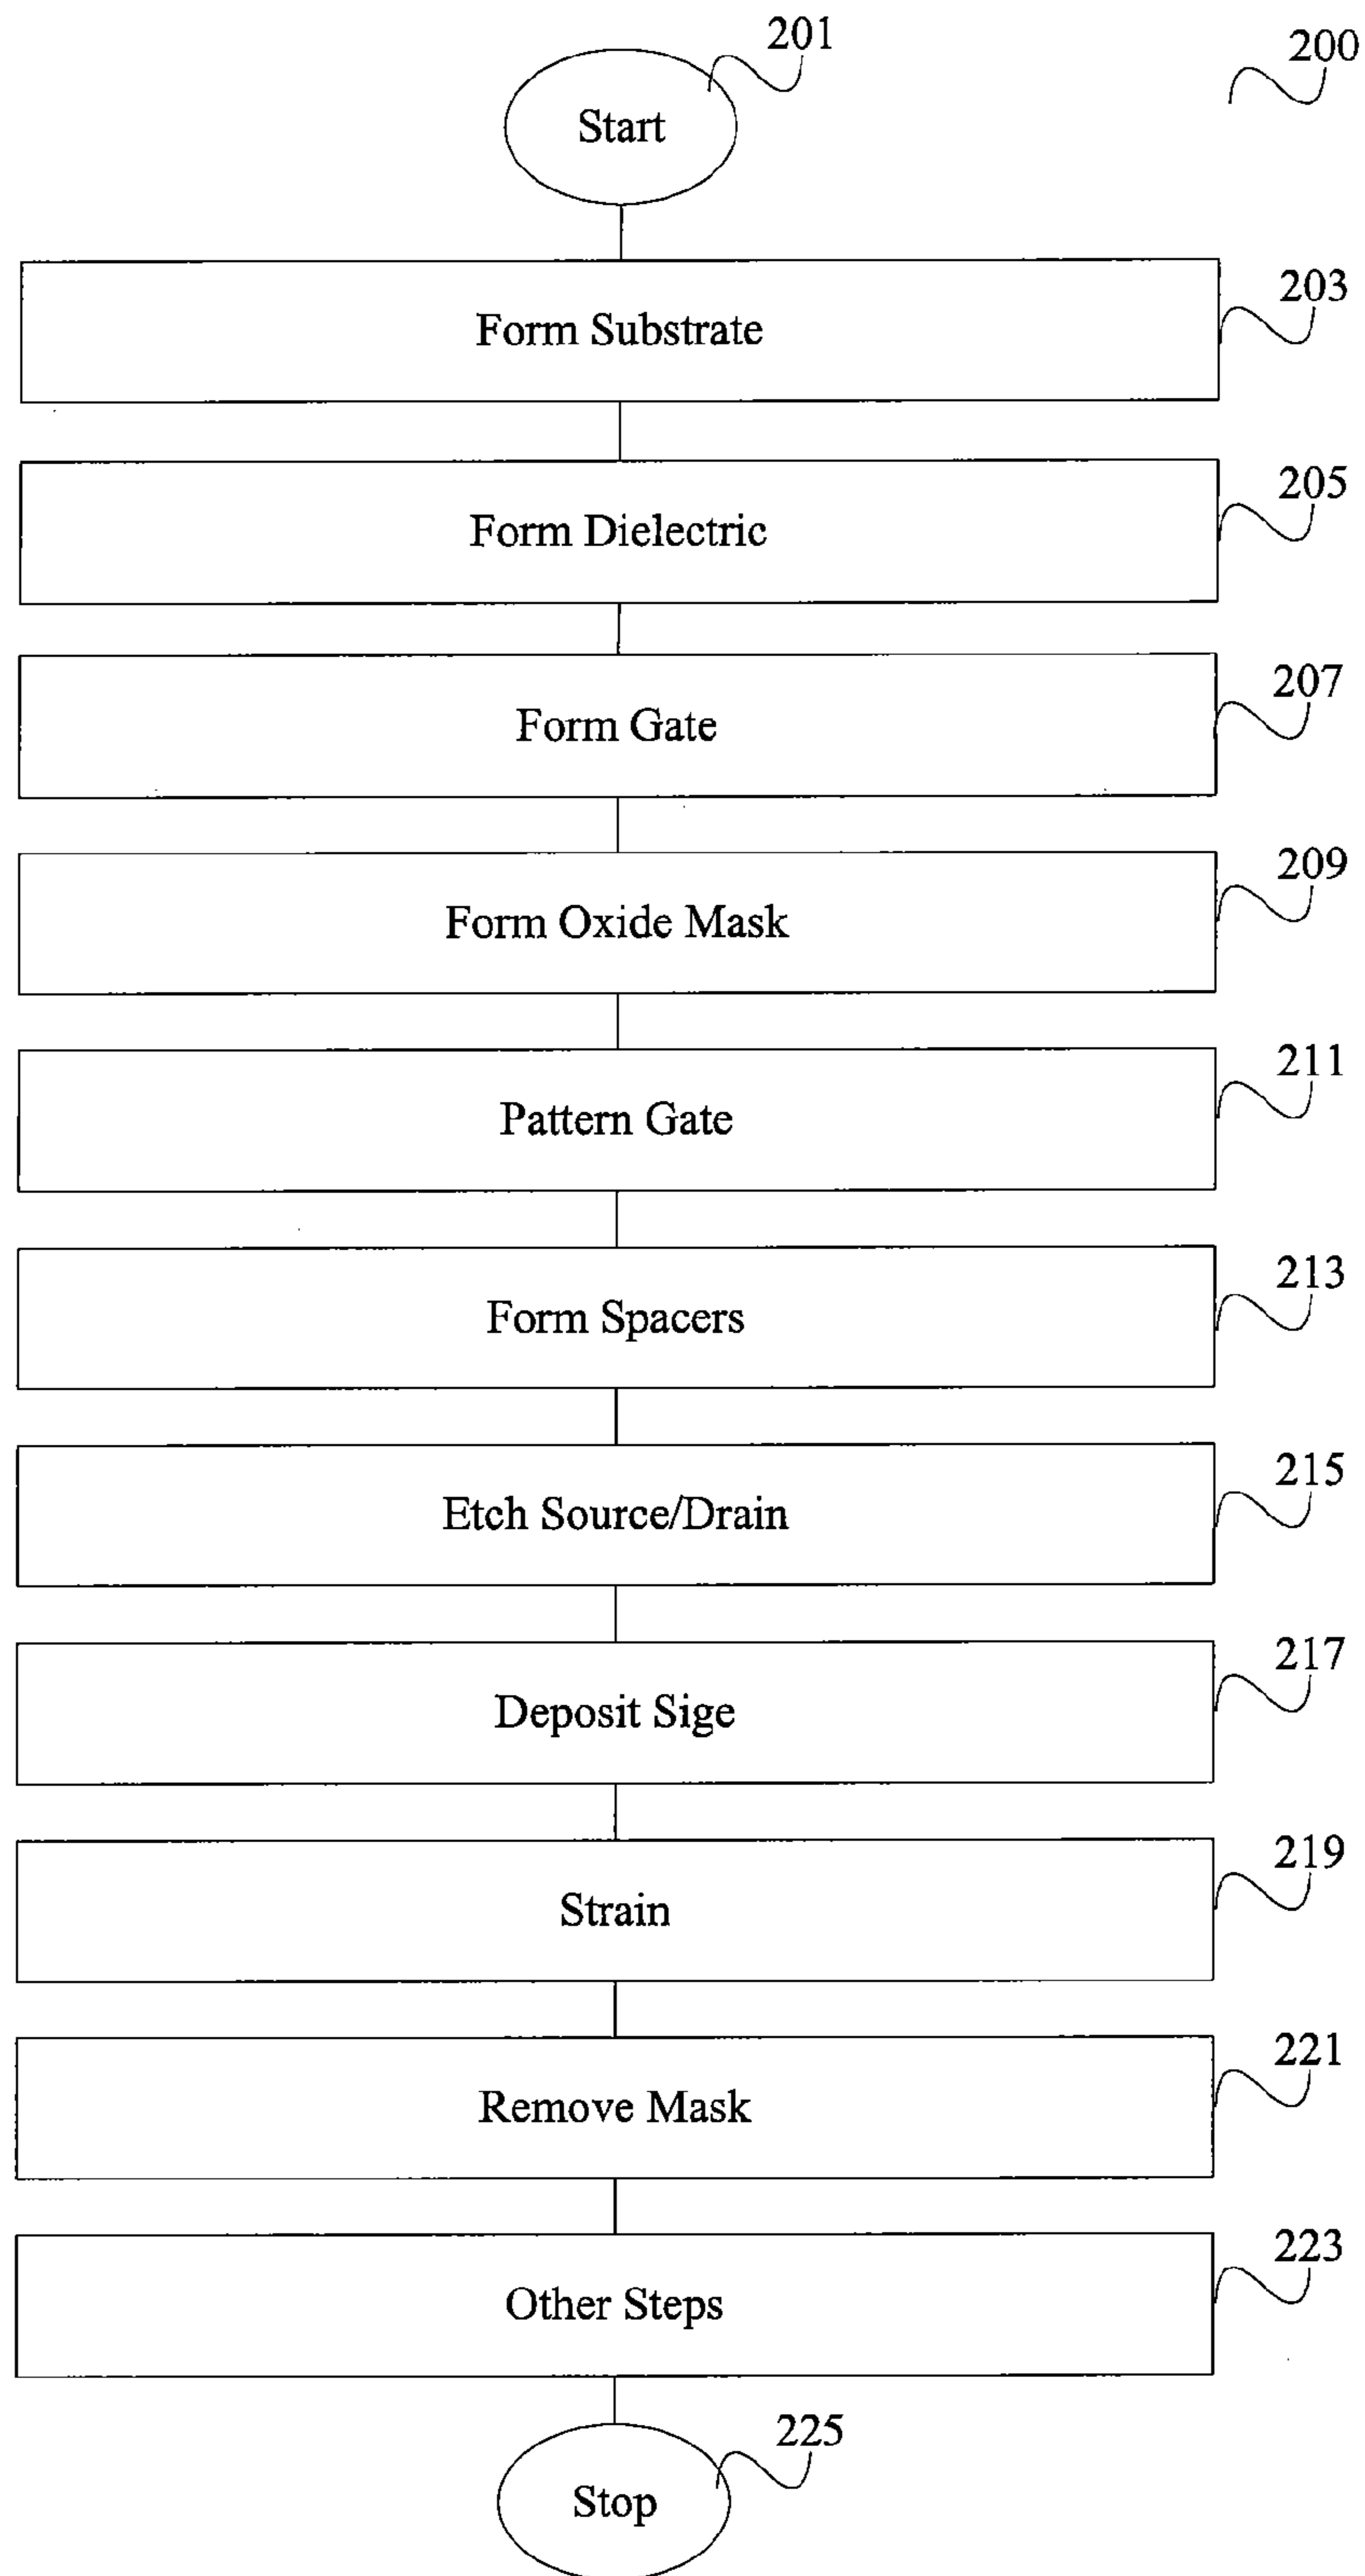 201
200
Start
203
Form Substrate
205
Form Dielectric
207
Form Gate
209
Form Oxide Mask
211
Pattern Gate
213
Form Spacers
215
Etch Source/Drain
217
Deposit Sige
219
Strain
221
Remove Mask
223
Other Steps
225
Stop